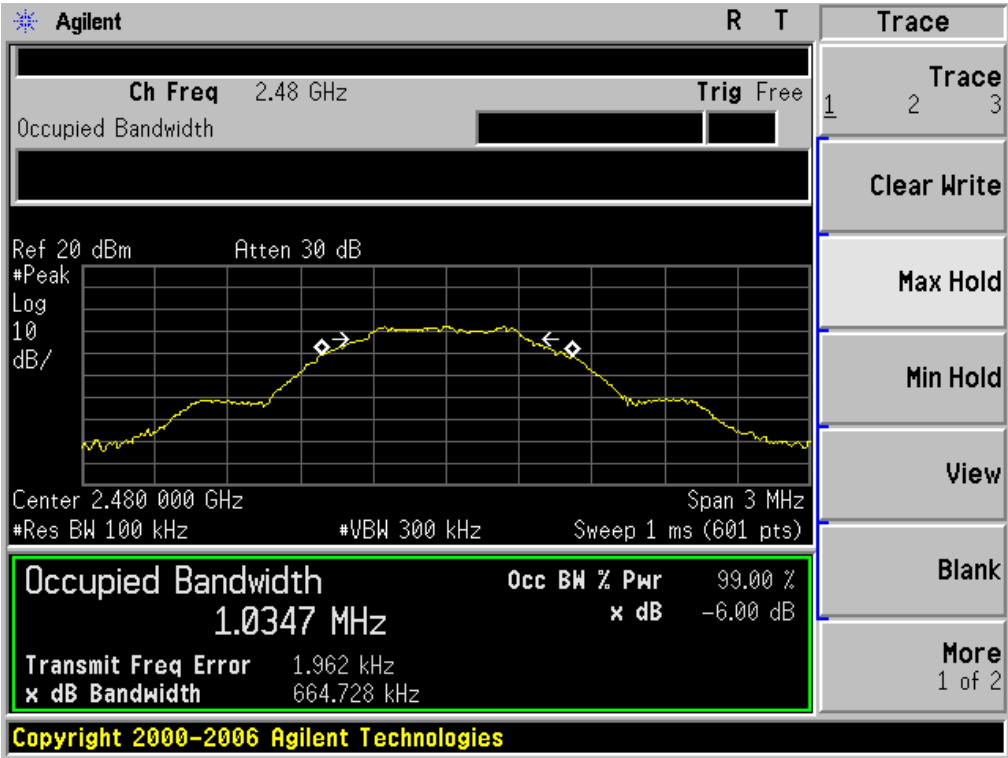 Agilent R T Trace
Ch Freq 2.48 GHz Trig Free
Occupied Bandwidth
Trace
1 2 3
Clear Write
Max Hold
Min Hold
View
Blank
More
1 of 2
Ref 20 dBm Atten 30 dB
#Peak
Log
10
dB/
Center 2.480 000 GHz Span 3 MHz
#Res BW 100 kHz #VBW 300 kHz Sweep 1 ms (601 pts)
Occupied Bandwidth Occ BW % Pwr 99.00 %
1.0347 MHz x dB -6.00 dB
Transmit Freq Error 1.962 kHz
x dB Bandwidth 664.728 kHz
Copyright 2000-2006 Agilent Technologies